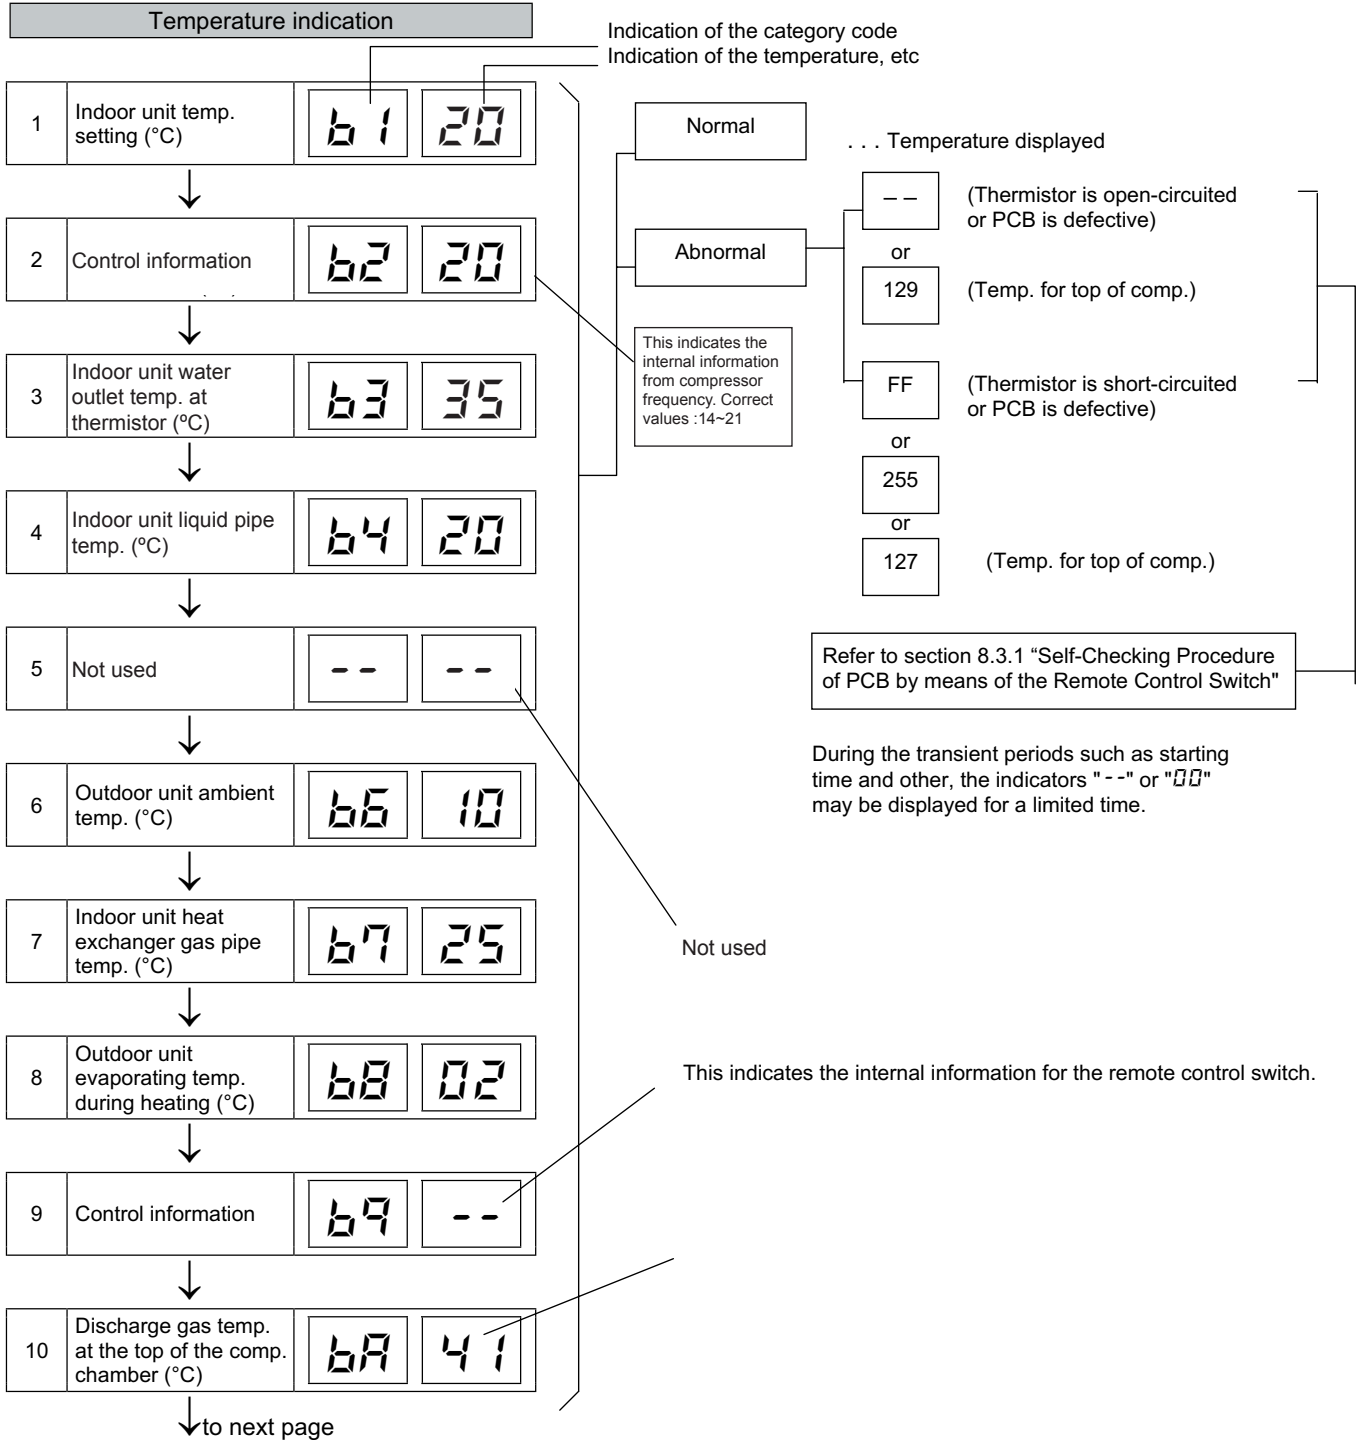 Temperature indication
Indication of the category code
Indication of the temperature, etc
1
Indoor unit temp.
setting (°C)
b1
20
2
Control information
b2
20
3
Indoor unit water
outlet temp. at
thermistor (ºC)
b3
35
4
Indoor unit liquid pipe
temp. (ºC)
b4
20
5
Not used
--
--
6
Outdoor unit ambient
temp. (°C)
b6
10
7
Indoor unit heat
exchanger gas pipe
temp. (°C)
b7
25
8
Outdoor unit
evaporating temp.
during heating (°C)
b8
02
9
Control information
b9
--
10
Discharge gas temp.
at the top of the comp.
chamber (°C)
bA
41
to next page
Normal
. . . Temperature displayed
Abnormal
– –
(Thermistor is open-circuited
or PCB is defective)
or
129
(Temp. for top of comp.)
This indicates the
internal information
from compressor
frequency. Correct
values :14~21
FF
(Thermistor is short-circuited
or PCB is defective)
or
255
or
127
(Temp. for top of comp.)
Refer to section 8.3.1 “Self-Checking Procedure
of PCB by means of the Remote Control Switch"
During the transient periods such as starting
time and other, the indicators "--" or "00"
may be displayed for a limited time.
Not used
This indicates the internal information for the remote control switch.